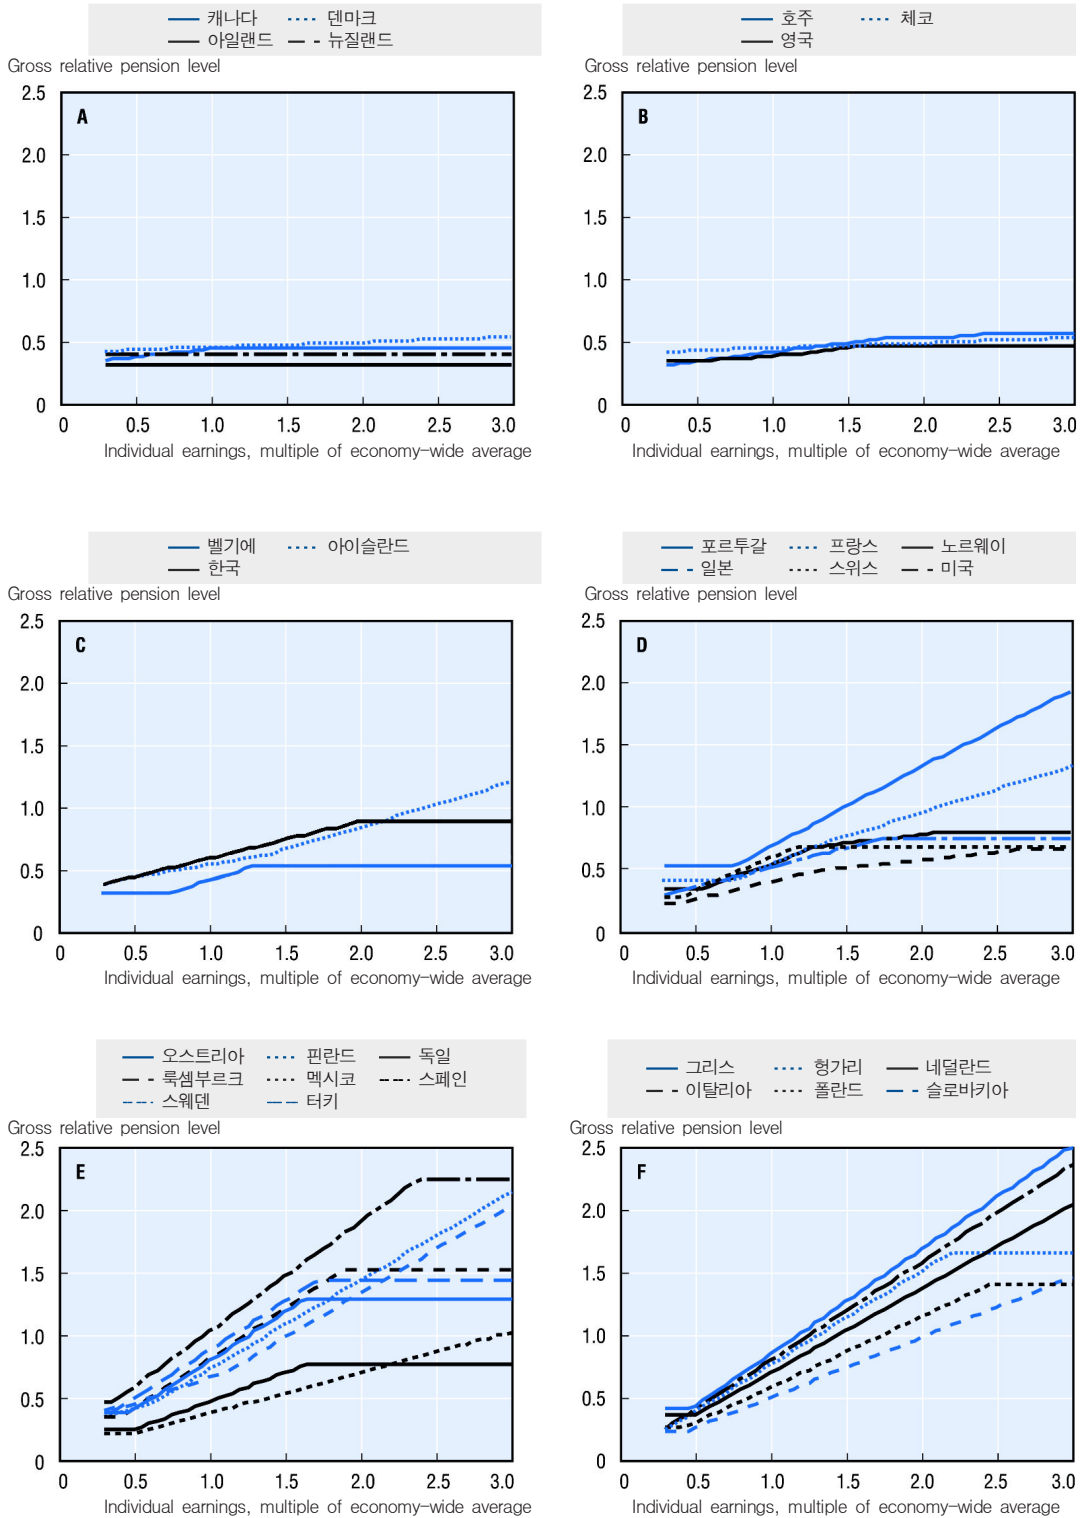 캐나다 덴마크
아일랜드 뉴질랜드
Gross relative pension level
A
2.5
2.0
1.5
1.0
0.5
0
0 0.5 1.0 1.5 2.0 2.5 3.0
Individual earnings, multiple of economy-wide average
호주 체코
영국
Gross relative pension level
B
2.5
2.0
1.5
1.0
0.5
0
0 0.5 1.0 1.5 2.0 2.5 3.0
Individual earnings, multiple of economy-wide average
벨기에 아이슬란드
한국
Gross relative pension level
C
2.5
2.0
1.5
1.0
0.5
0
0 0.5 1.0 1.5 2.0 2.5 3.0
Individual earnings, multiple of economy-wide average
포르투갈 프랑스 노르웨이
일본 스위스 미국
Gross relative pension level
D
2.5
2.0
1.5
1.0
0.5
0
0 0.5 1.0 1.5 2.0 2.5 3.0
Individual earnings, multiple of economy-wide average
오스트리아 핀란드 독일
룩셈부르크 멕시코 스페인
스웨덴 터키
Gross relative pension level
E
2.5
2.0
1.5
1.0
0.5
0
0 0.5 1.0 1.5 2.0 2.5 3.0
Individual earnings, multiple of economy-wide average
그리스 헝가리 네덜란드
이탈리아 폴란드 슬로바키아
Gross relative pension level
F
2.5
2.0
1.5
1.0
0.5
0
0 0.5 1.0 1.5 2.0 2.5 3.0
Individual earnings, multiple of economy-wide average